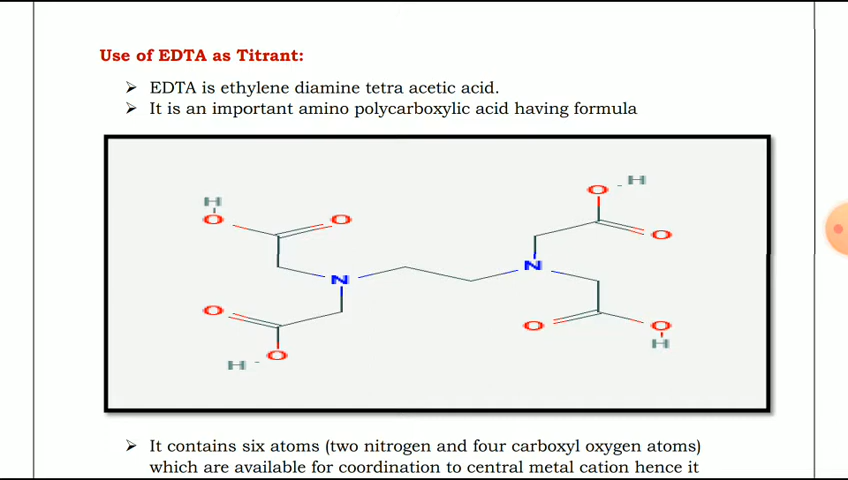 Use of EDTA as Titrant:
➢ EDTA is ethylene diamine tetra acetic acid.
➢ It is an important amino polycarboxylic acid having formula
H
O O
N
O
O
H
O H
O
N
O O
H
➢ It contains six atoms (two nitrogen and four carboxyl oxygen atoms)
which are available for coordination to central metal cation hence it